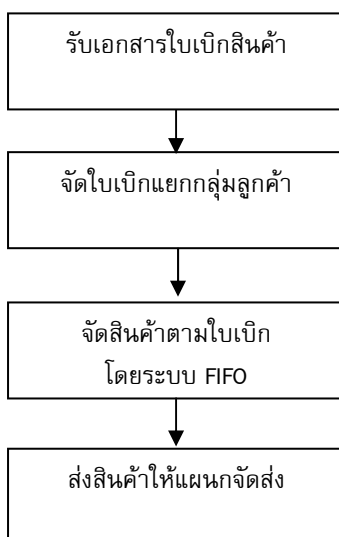 รับเอกสารใบเบิกสินค้า
จัดใบเบิกแยกกลุ่มลูกค้า
จัดสินค้าตามใบเบิก
โดยระบบ FIFO
ส่งสินค้าให้แผนกจัดส่ง